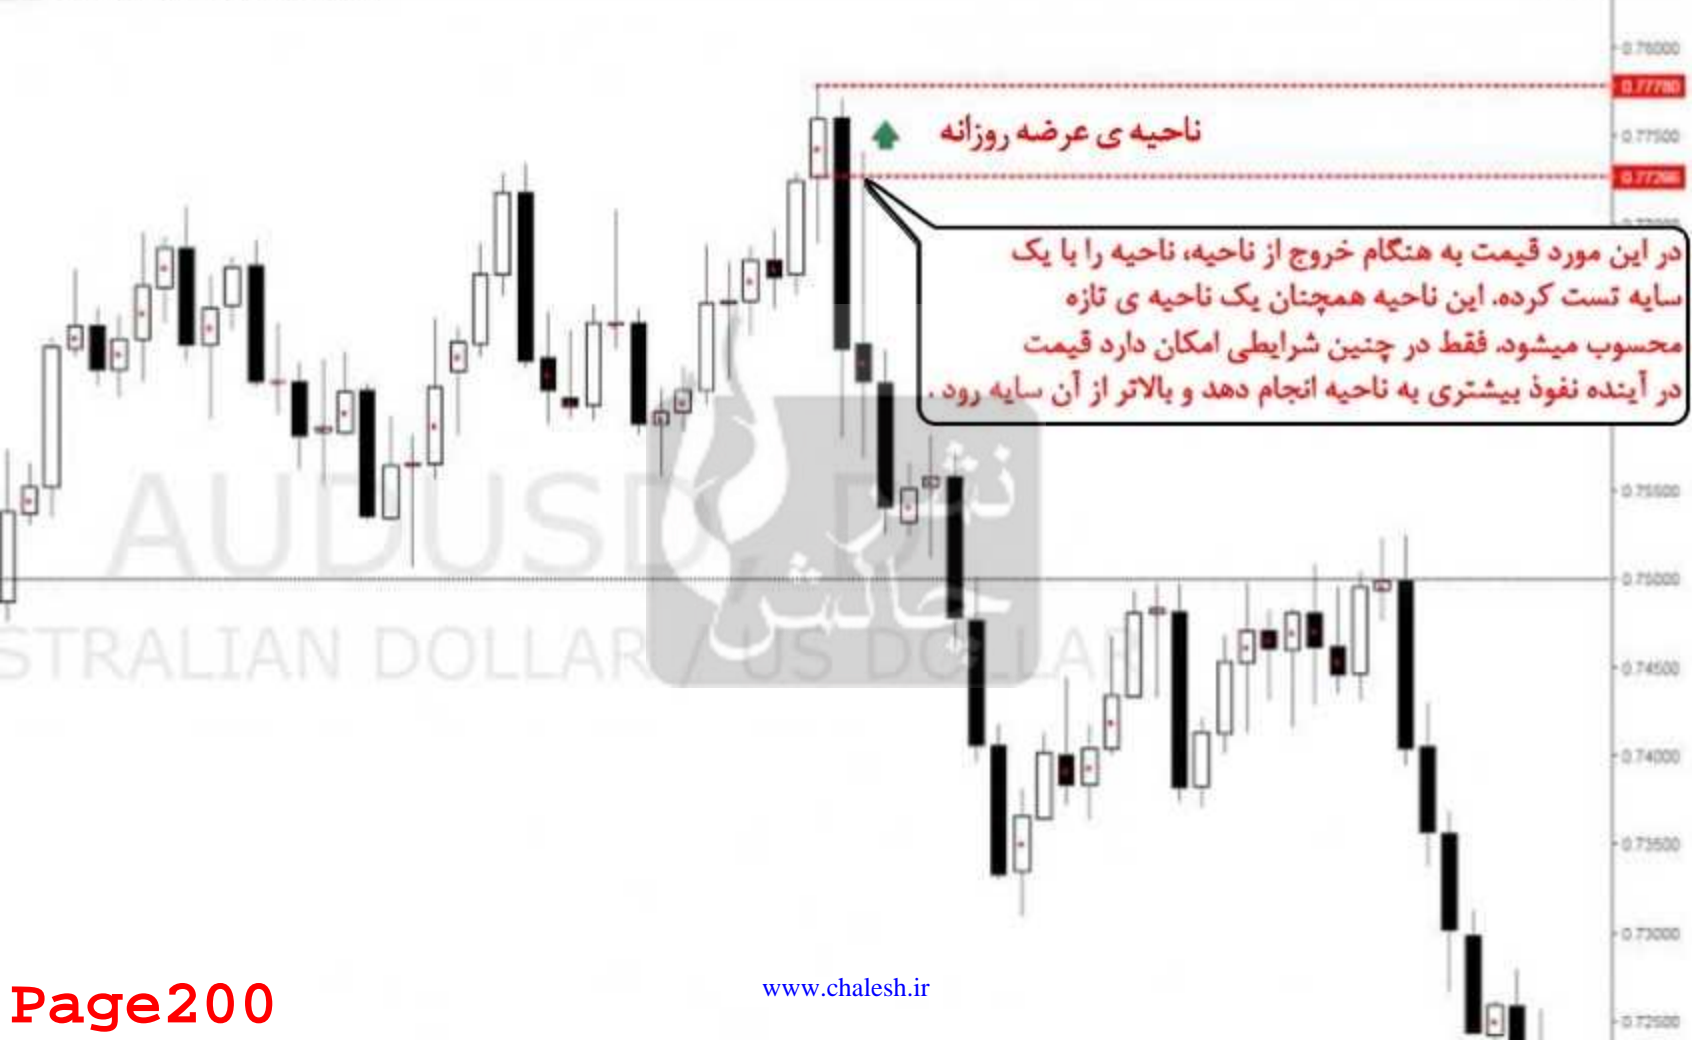 0.76000
0.77780
ناحیه ی عرضه روزانه
0.77500
0.77266
در این مورد قیمت به هنگام خروج از ناحیه، ناحیه را با یک
سایه تست کرده. این ناحیه همچنان یک ناحیه ی تازه
محسوب میشود. فقط در چنین شرایطی امکان دارد قیمت
در آینده نفوذ بیشتری به ناحیه انجام دهد و بالاتر از آن سایه رود .
نشر
چالش
0.75500
AUDUSD, D
0.75000
STRALIAN DOLLAR / US DOLLAR
0.74500
0.74000
0.73500
0.73000
0.72500
www.chalesh.ir
Page200